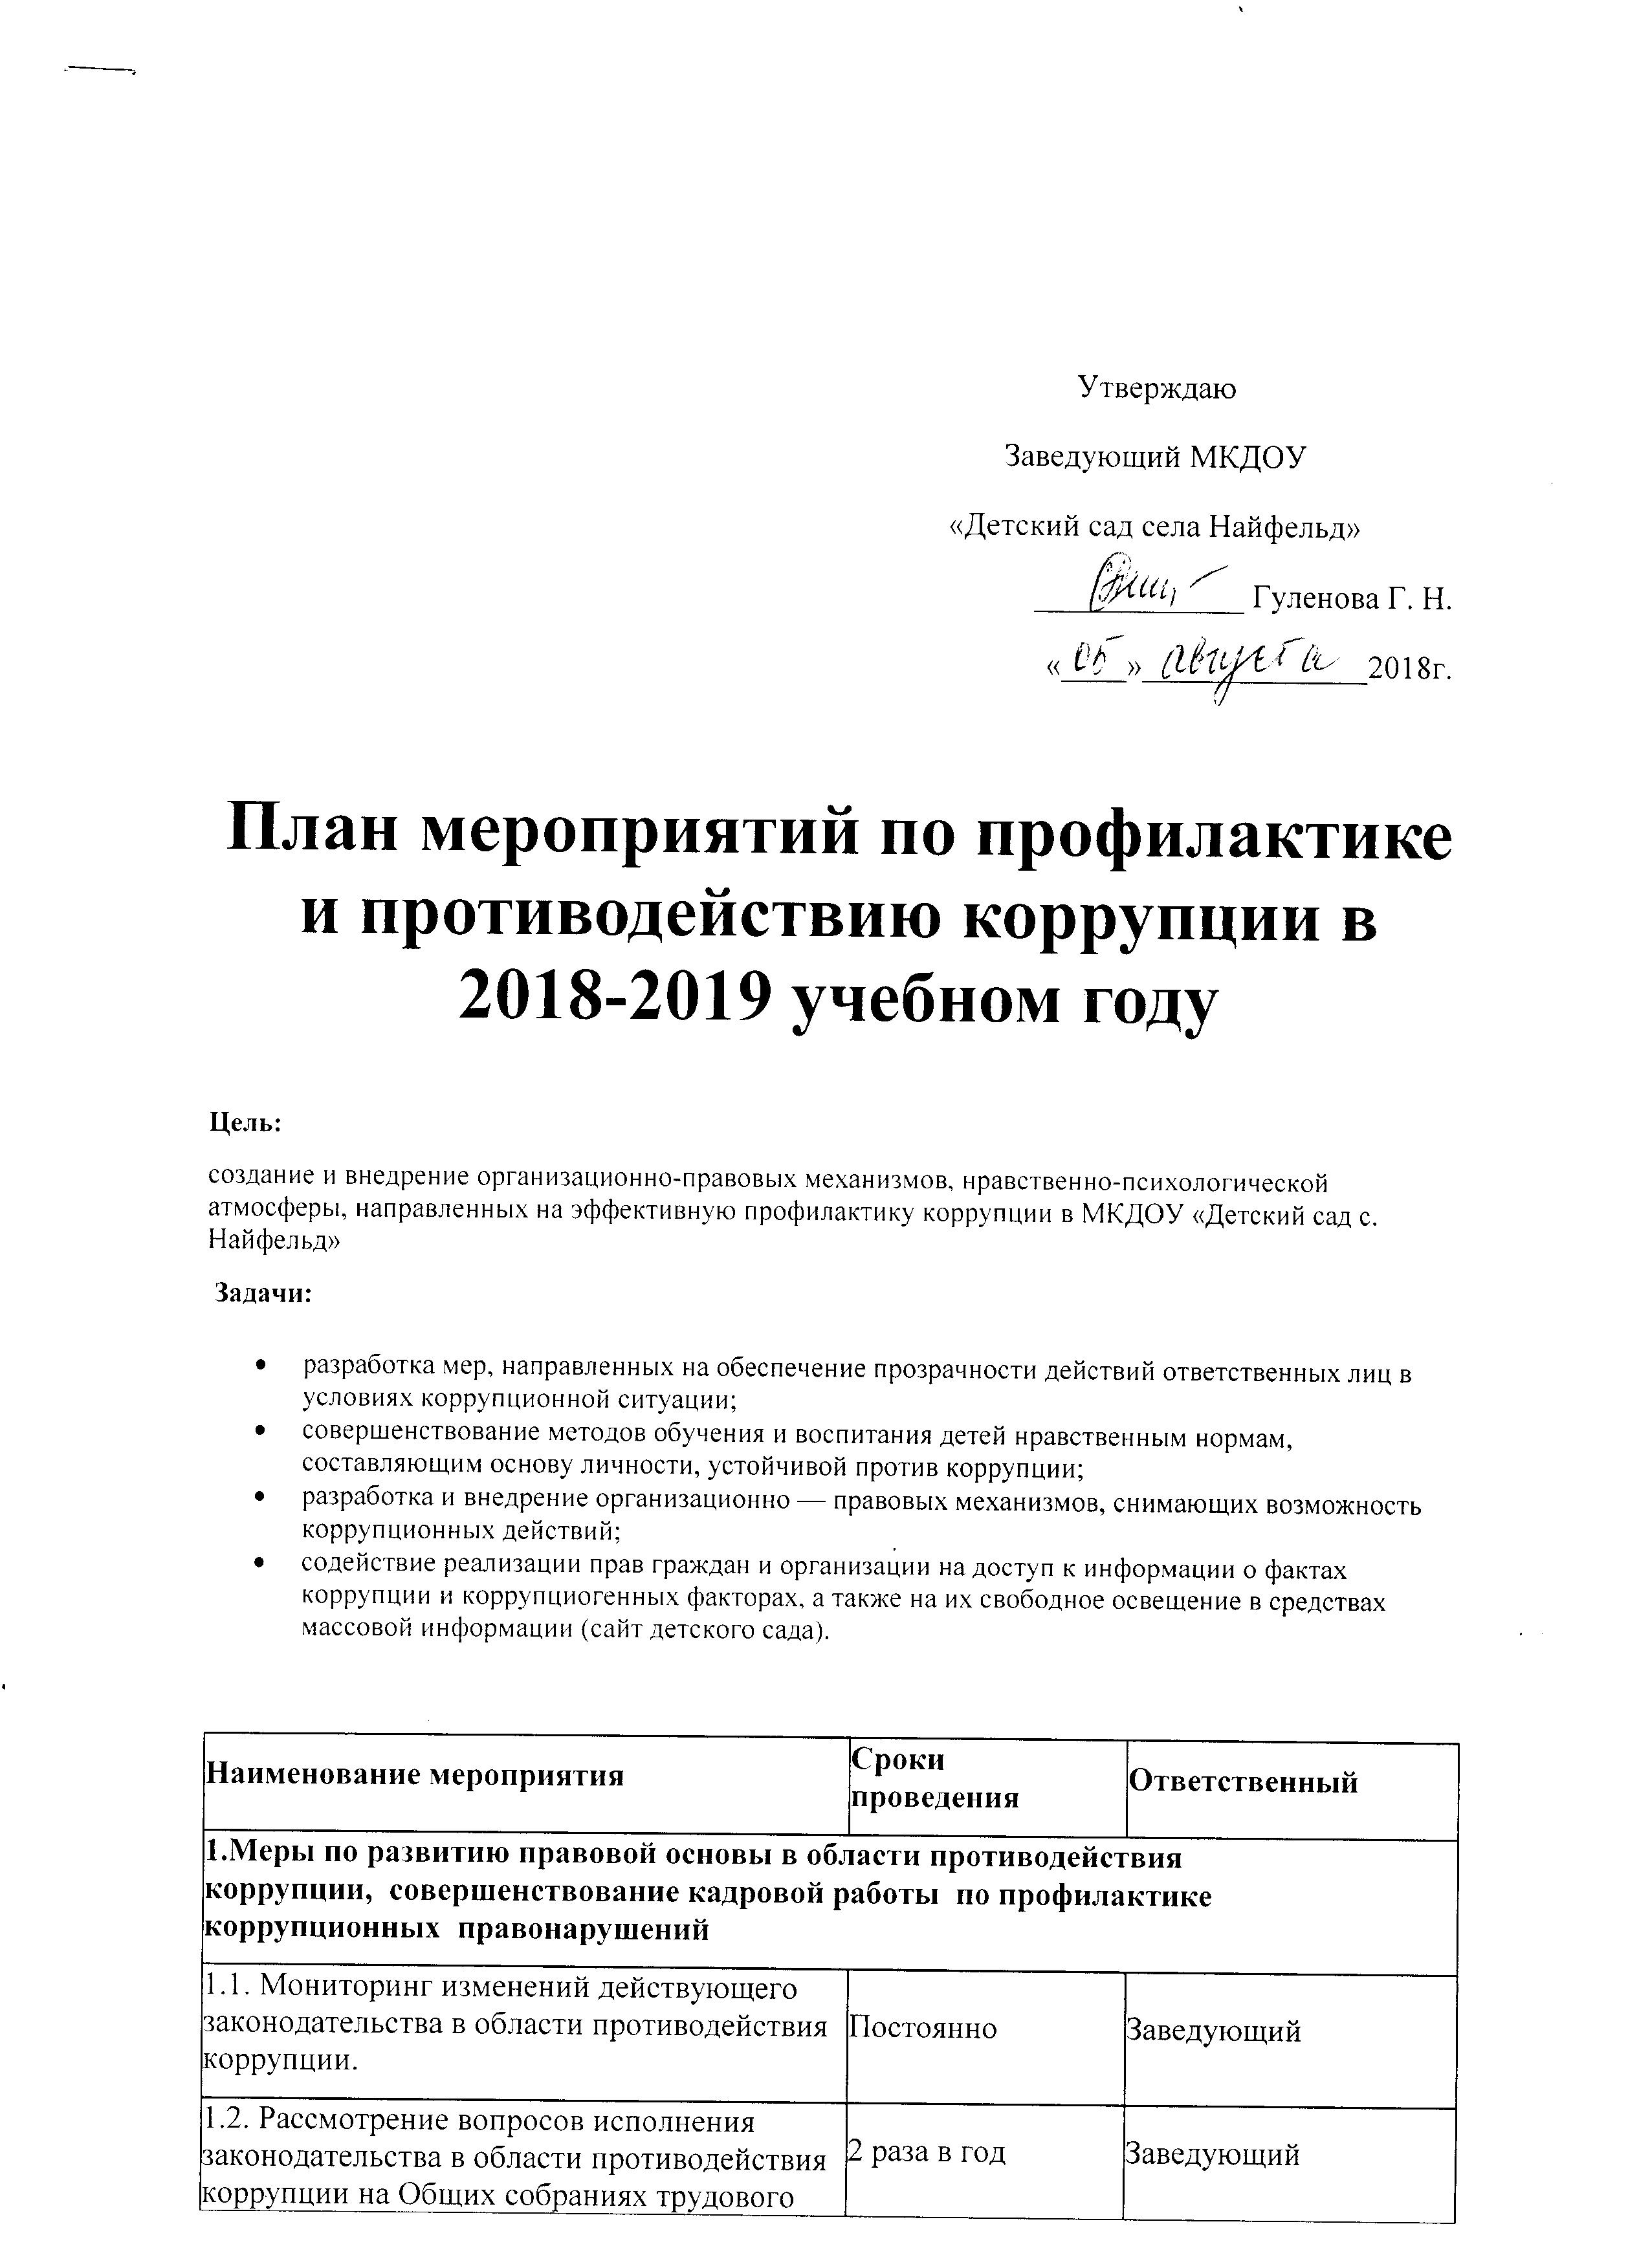 Утверждаю
Заведующий МКДОУ
«Детский сад села Найфельд»
Гуленова Г. Н.
«05» августа 2018г.
План мероприятий по профилактике
и противодействию коррупции в
2018-2019 учебном году
Цель:
создание и внедрение организационно-правовых механизмов, нравственно-психологической
атмосферы, направленных на эффективную профилактику коррупции в МКДОУ «Детский сад с.
Найфельд»
Задачи:
• разработка мер, направленных на обеспечение прозрачности действий ответственных лиц в
условиях коррупционной ситуации;
• совершенствование методов обучения и воспитания детей нравственным нормам,
составляющим основу личности, устойчивой против коррупции;
• разработка и внедрение организационно — правовых механизмов, снимающих возможность
коррупционных действий;
• содействие реализации прав граждан и организации на доступ к информации о фактах
коррупции и коррупциогенных факторах, а также на их свободное освещение в средствах
массовой информации (сайт детского сада).
Наименование мероприятия
Сроки
проведения
Ответственный
1.Меры по развитию правовой основы в области противодействия
коррупции, совершенствование кадровой работы по профилактике
коррупционных правонарушений
1.1. Мониторинг изменений действующего
законодательства в области противодействия
коррупции.
Постоянно
Заведующий
1.2. Рассмотрение вопросов исполнения
законодательства в области противодействия
коррупции на Общих собраниях трудового
2 раза в год
Заведующий